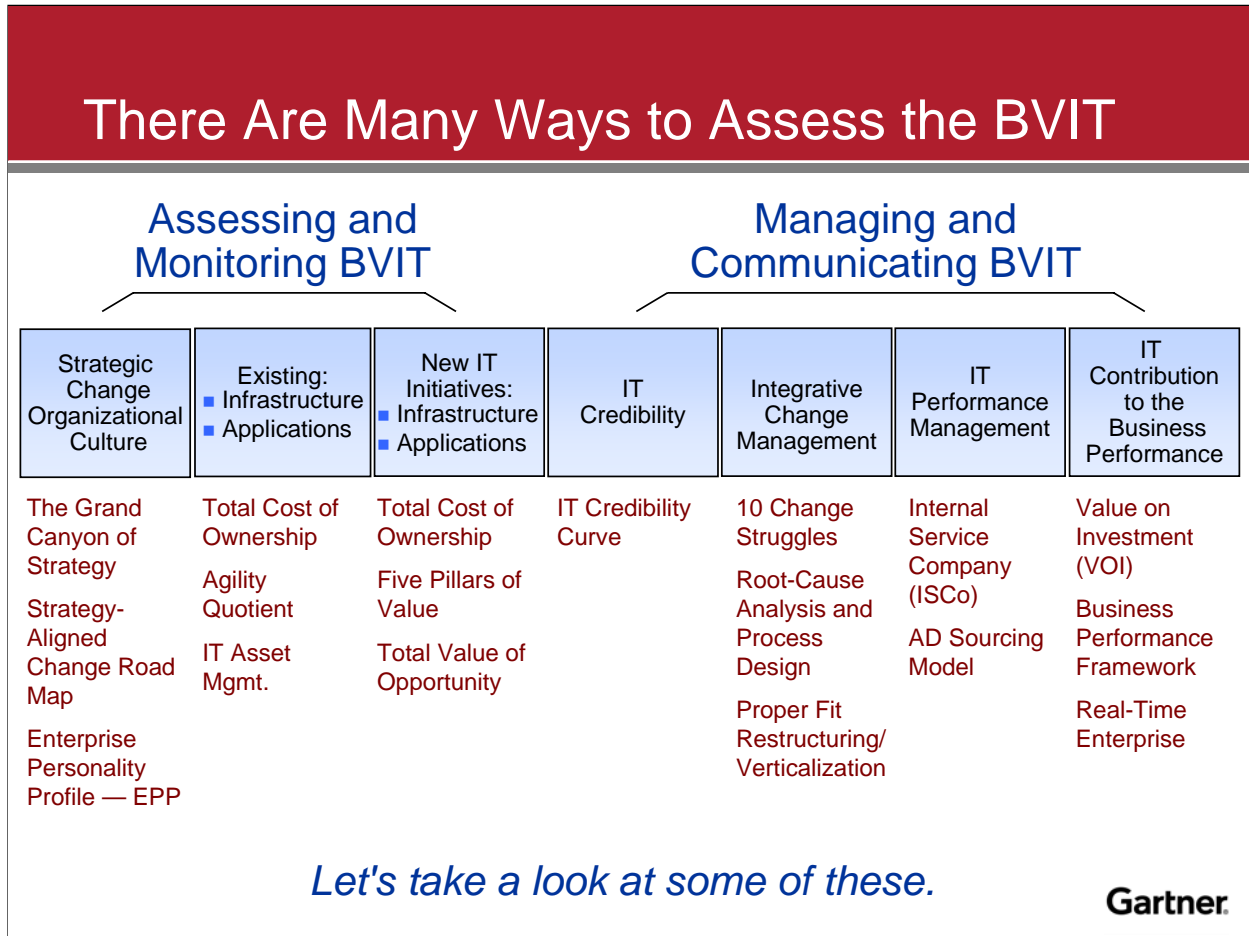 There Are Many Ways to Assess the BVIT
Assessing and
Monitoring BVIT
Managing and
Communicating BVIT
Strategic
Change
Organizational
Culture
Existing:
■ Infrastructure
■ Applications
New IT
Initiatives:
■ Infrastructure
■ Applications
IT
Credibility
Integrative
Change
Management
IT
Performance
Management
IT
Contribution
to the
Business
Performance
The Grand
Canyon of
Strategy
Strategy-
Aligned
Change Road
Map
Enterprise
Personality
Profile — EPP
Total Cost of
Ownership
Agility
Quotient
IT Asset
Mgmt.
Total Cost of
Ownership
Five Pillars of
Value
Total Value of
Opportunity
IT Credibility
Curve
10 Change
Struggles
Root-Cause
Analysis and
Process
Design
Proper Fit
Restructuring/
Verticalization
Internal
Service
Company
(ISCo)
AD Sourcing
Model
Value on
Investment
(VOI)
Business
Performance
Framework
Real-Time
Enterprise
Let's take a look at some of these.
Gartner.